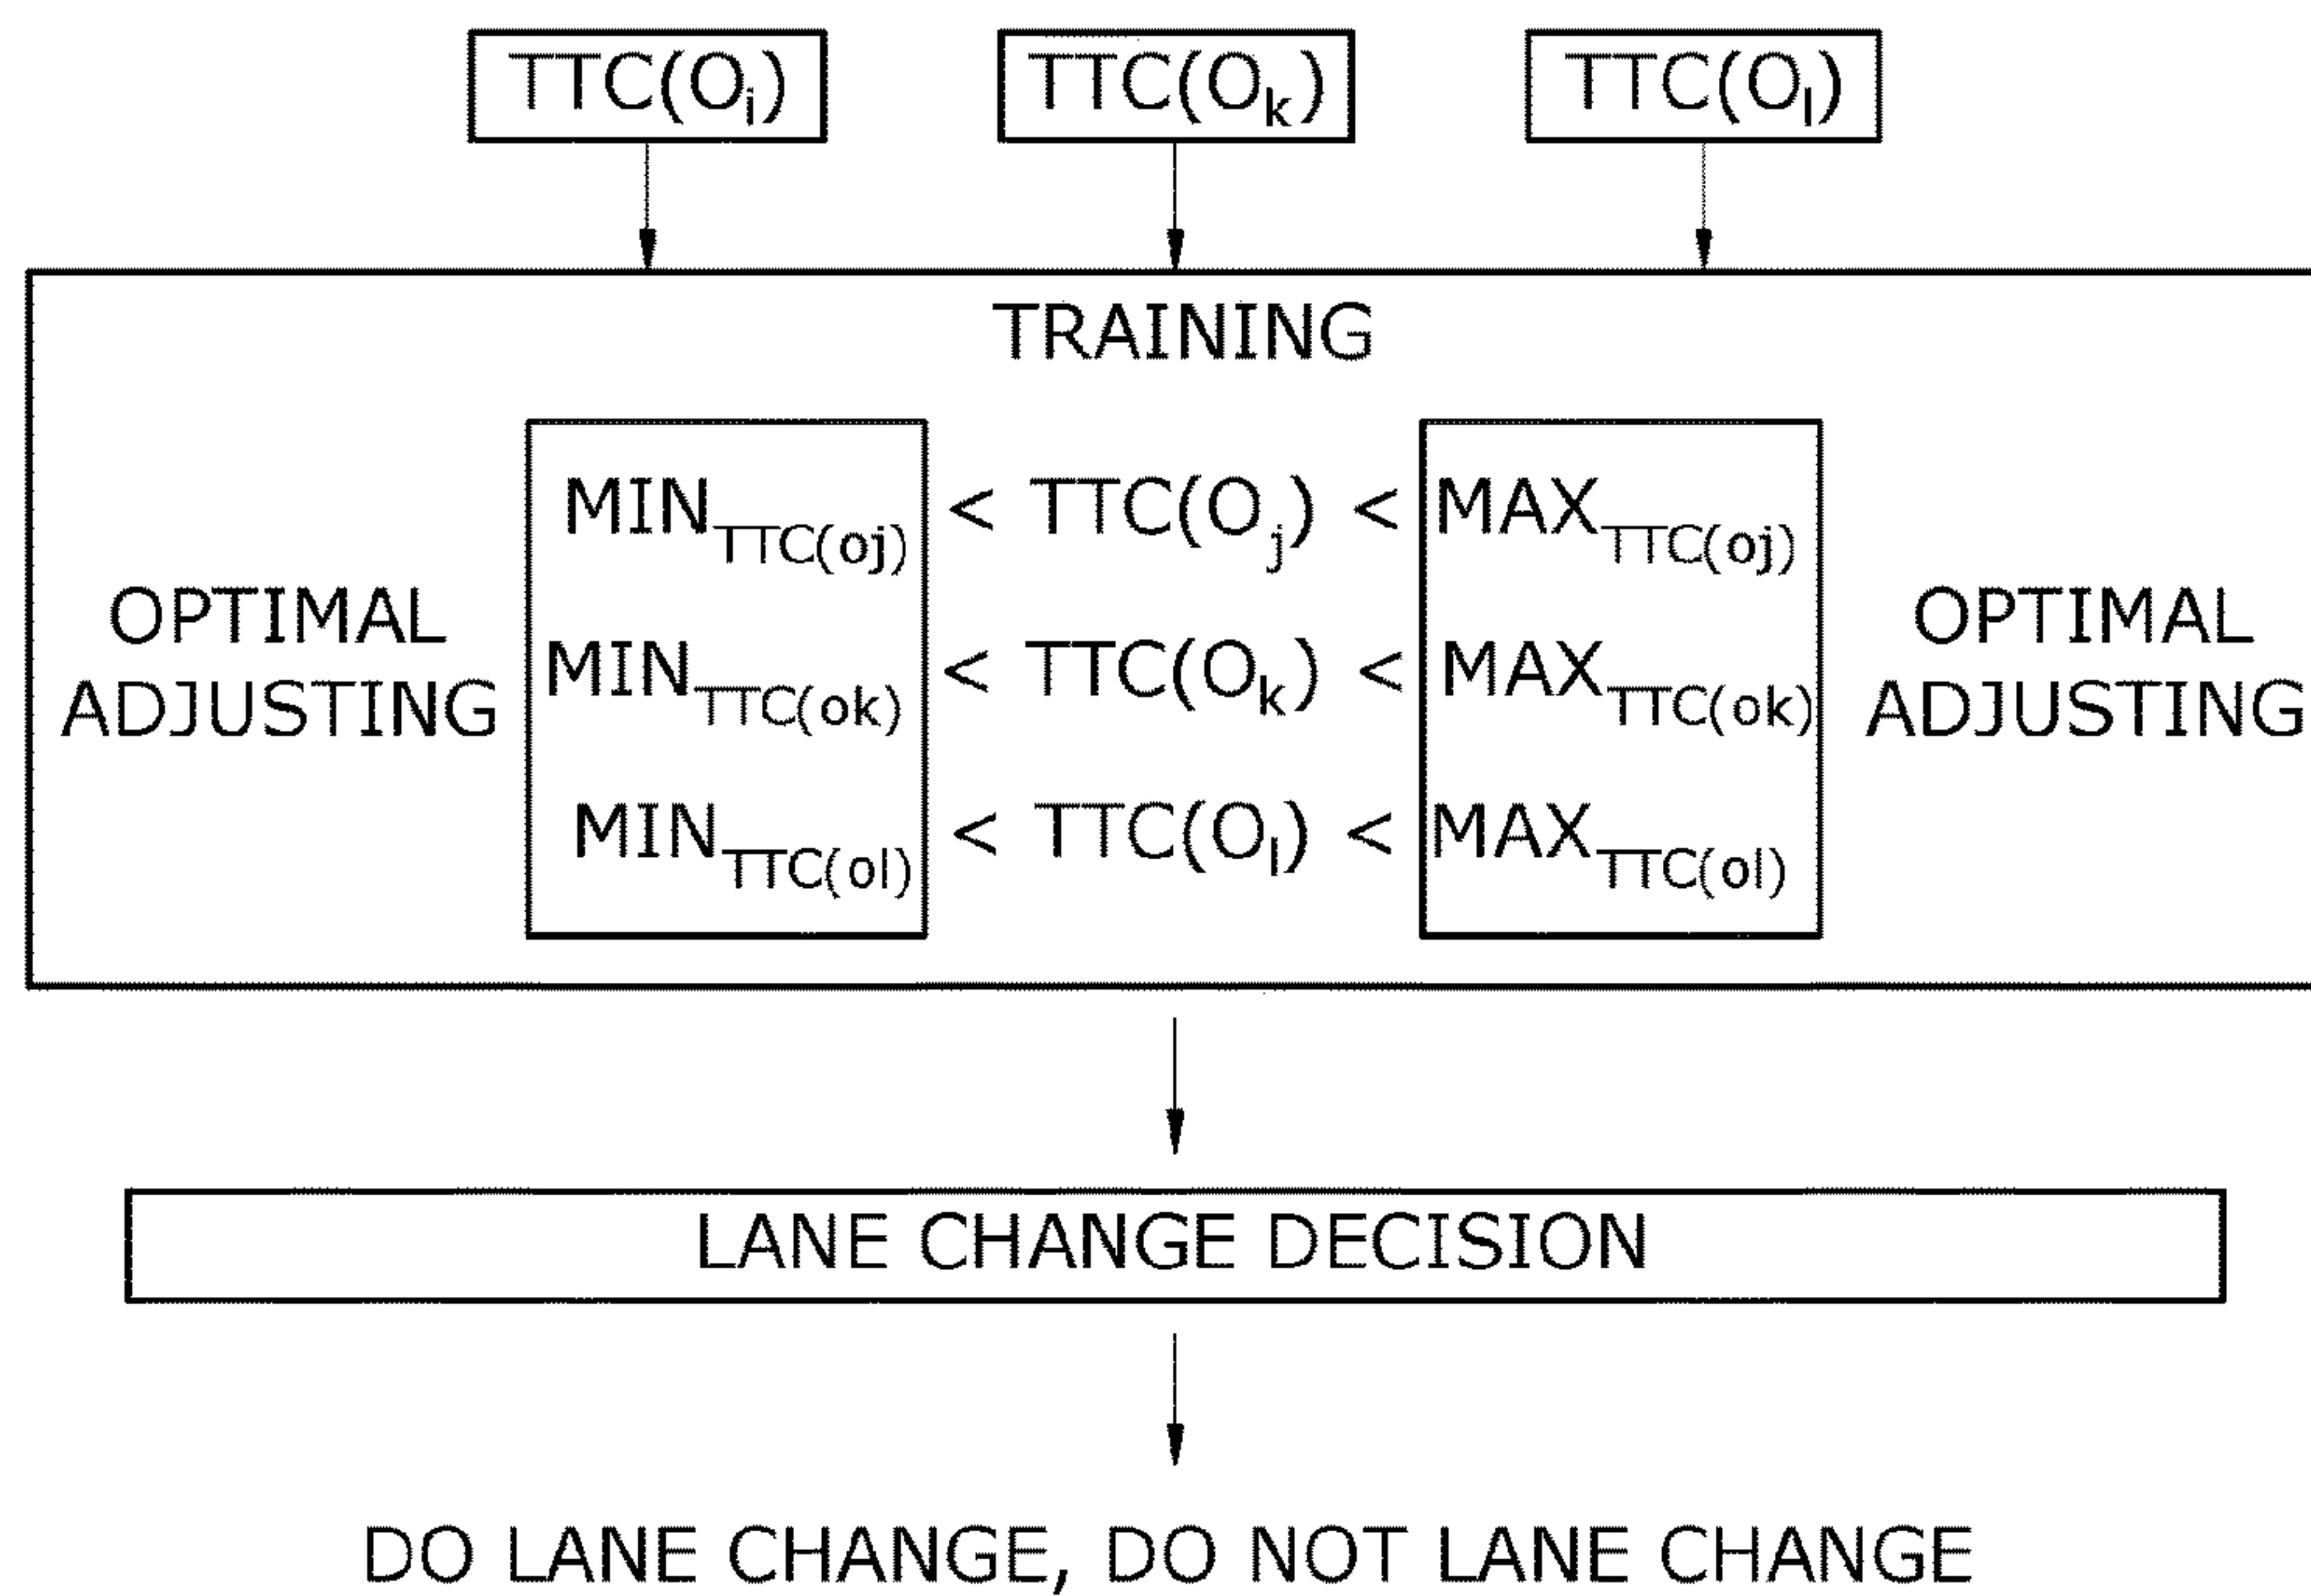 TTC(Oi) TTC(Ok) TTC(Ol)
TRAINING
MINTTC(oj) < TTC(Oj) < MAXTTC(oj)
OPTIMAL ADJUSTING
MINTTC(ok) < TTC(Ok) < MAXTTC(ok)
OPTIMAL ADJUSTING
MINTTC(ol) < TTC(Ol) < MAXTTC(ol)
LANE CHANGE DECISION
DO LANE CHANGE, DO NOT LANE CHANGE